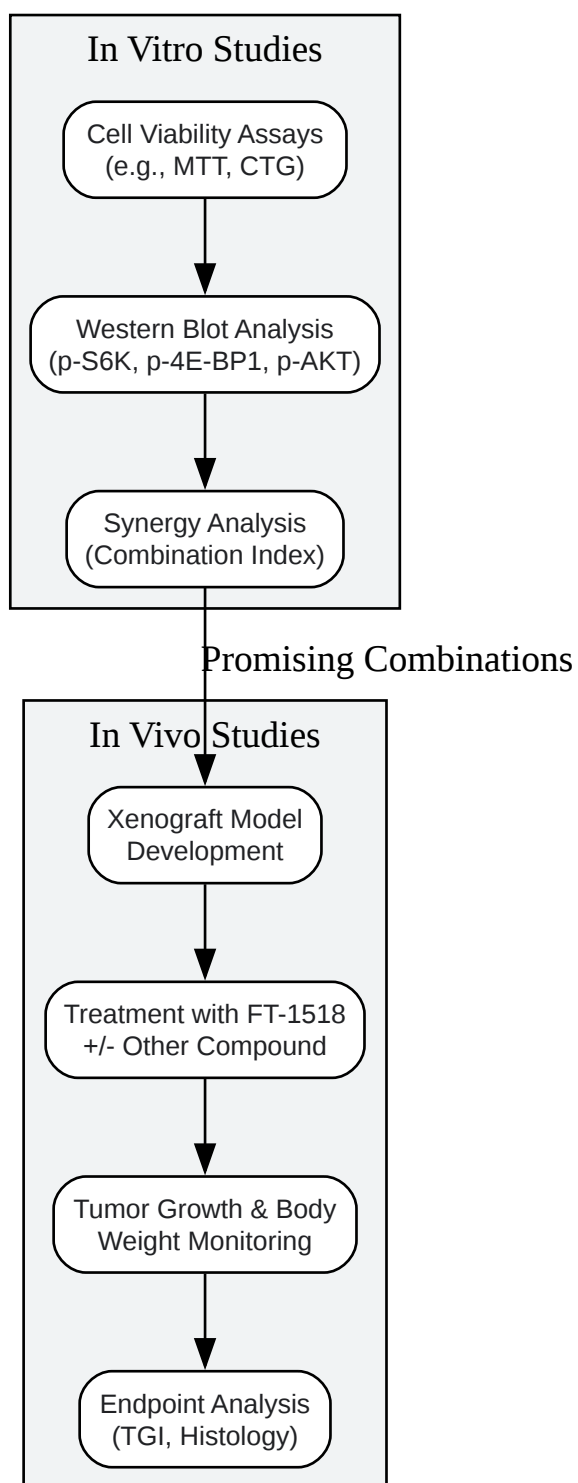 In Vitro Studies
Cell Viability Assays
(e.g., MTT, CTG)
Western Blot Analysis
(p-S6K, p-4E-BP1, p-AKT)
Synergy Analysis
(Combination Index)
Promising Combinations
In Vivo Studies
Xenograft Model
Development
Treatment with FT-1518
+/- Other Compound
Tumor Growth & Body
Weight Monitoring
Endpoint Analysis
(TGI, Histology)